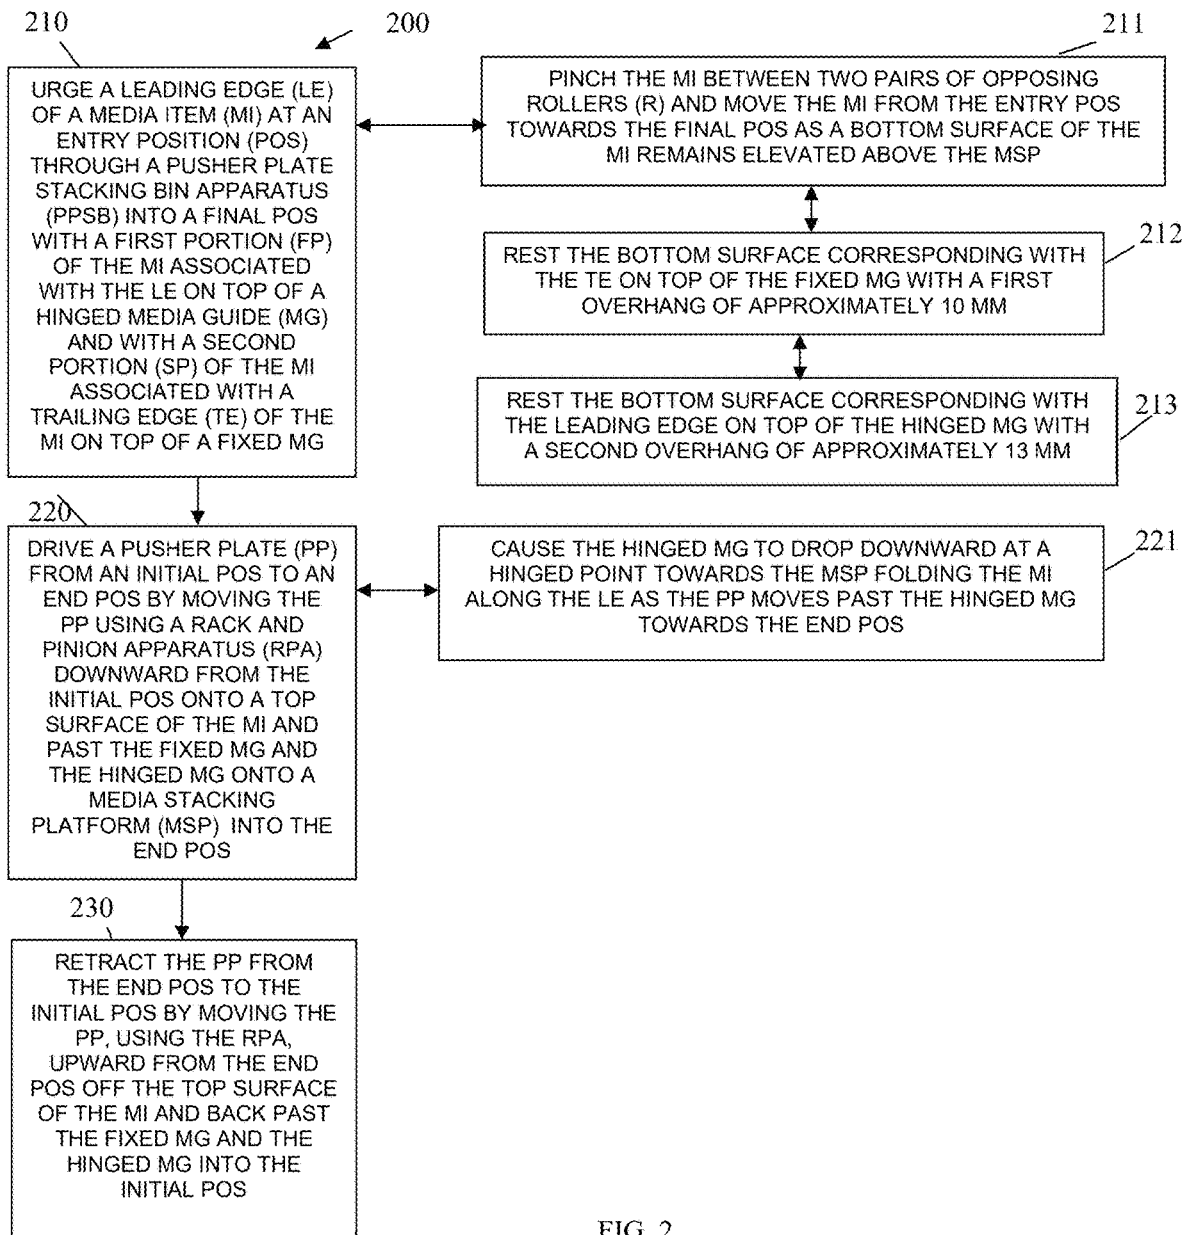 210
200
URGE A LEADING EDGE (LE)
OF A MEDIA ITEM (MI) AT AN
ENTRY POSITION (POS)
THROUGH A PUSHER PLATE
STACKING BIN APPARATUS
(PPSB) INTO A FINAL POS
WITH A FIRST PORTION (FP)
OF THE MI ASSOCIATED
WITH THE LE ON TOP OF A
HINGED MEDIA GUIDE (MG)
AND WITH A SECOND
PORTION (SP) OF THE MI
ASSOCIATED WITH A
TRAILING EDGE (TE) OF THE
MI ON TOP OF A FIXED MG
211
PINCH THE MI BETWEEN TWO PAIRS OF OPPOSING
ROLLERS (R) AND MOVE THE MI FROM THE ENTRY POS
TOWARDS THE FINAL POS AS A BOTTOM SURFACE OF THE
MI REMAINS ELEVATED ABOVE THE MSP
212
REST THE BOTTOM SURFACE CORRESPONDING WITH
THE TE ON TOP OF THE FIXED MG WITH A FIRST
OVERHANG OF APPROXIMATELY 10 MM
213
REST THE BOTTOM SURFACE CORRESPONDING WITH
THE LEADING EDGE ON TOP OF THE HINGED MG WITH
A SECOND OVERHANG OF APPROXIMATELY 13 MM
220
DRIVE A PUSHER PLATE (PP)
FROM AN INITIAL POS TO AN
END POS BY MOVING THE
PP USING A RACK AND
PINION APPARATUS (RPA)
DOWNWARD FROM THE
INITIAL POS ONTO A TOP
SURFACE OF THE MI AND
PAST THE FIXED MG AND
THE HINGED MG ONTO A
MEDIA STACKING
PLATFORM (MSP) INTO THE
END POS
221
CAUSE THE HINGED MG TO DROP DOWNWARD AT A
HINGED POINT TOWARDS THE MSP FOLDING THE MI
ALONG THE LE AS THE PP MOVES PAST THE HINGED MG
TOWARDS THE END POS
230
RETRACT THE PP FROM
THE END POS TO THE
INITIAL POS BY MOVING THE
PP, USING THE RPA,
UPWARD FROM THE END
POS OFF THE TOP SURFACE
OF THE MI AND BACK PAST
THE FIXED MG AND THE
HINGED MG INTO THE
INITIAL POS
FIG. 2